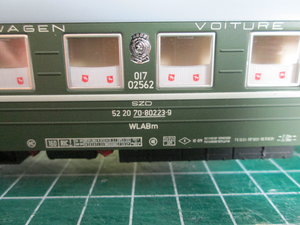 WAGEN VOITURE
017
02562
SZD
52 20 70-80223-9
WLABm